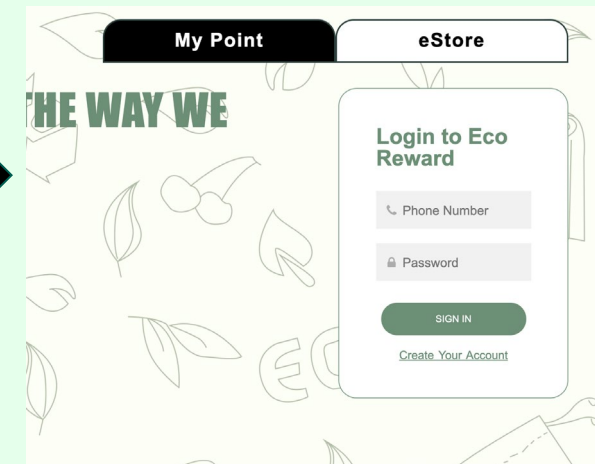 My Point
eStore
THE WAY WE
Login to Eco
Reward
Phone Number
Password
SIGN IN
Create Your Account